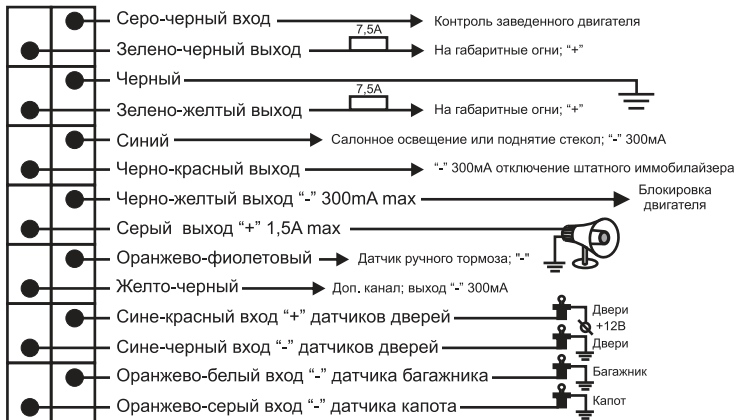 Серо-черный вход Контроль заведенного двигателя
7,5А
Зелено-черный выход На габаритные огни; “+”
Черный
7,5А
Зелено-желтый выход На габаритные огни; “+”
Синий Салонное освещение или поднятие стекол; “-” 300мА
Черно-красный выход “-” 300мА отключение штатного иммобилайзера
Черно-желтый выход “-” 300mA max Блокировка
двигателя
Серый выход “+” 1,5A max
Оранжево-фиолетовый Датчик ручного тормоза; "-"
Желто-черный Доп. канал; выход “-” 300мА
Сине-красный вход “+” датчиков дверей Двери
+12В
Сине-черный вход “-” датчиков дверей Двери
Оранжево-белый вход “-” датчика багажника Багажник
Оранжево-серый вход “-” датчика капота Капот